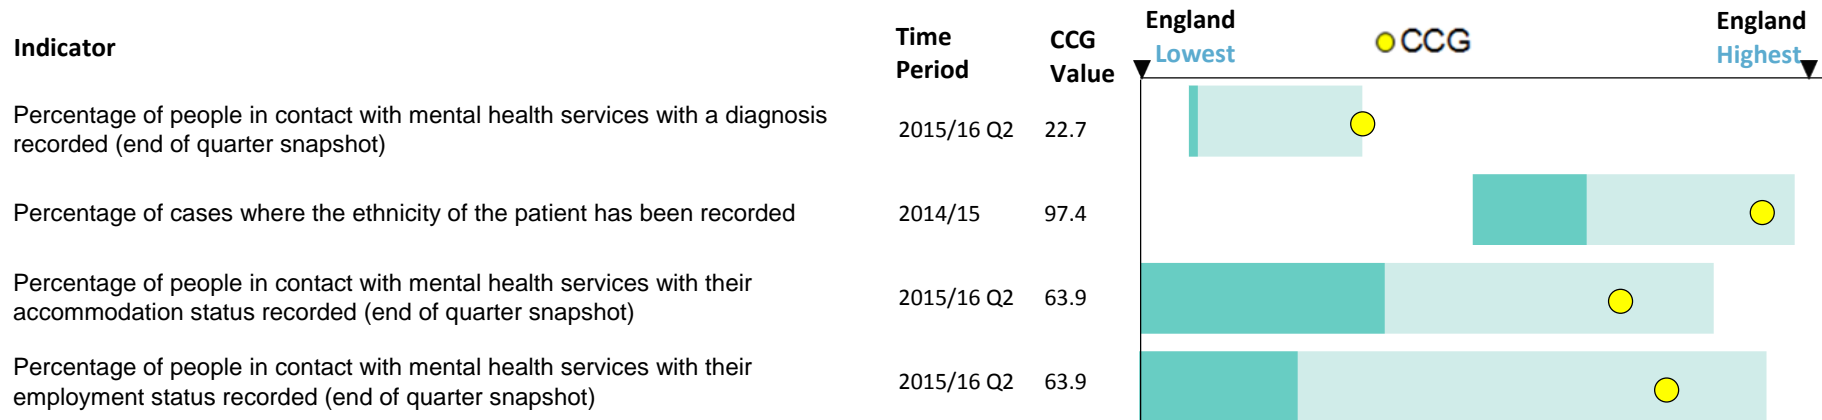 Indicator
Time Period
CCG Value
England Lowest
CCG
England Highest
Percentage of people in contact with mental health services with a diagnosis
recorded (end of quarter snapshot)
2015/16 Q2
22.7
Percentage of cases where the ethnicity of the patient has been recorded
2014/15
97.4
Percentage of people in contact with mental health services with their
accommodation status recorded (end of quarter snapshot)
2015/16 Q2
63.9
Percentage of people in contact with mental health services with their
employment status recorded (end of quarter snapshot)
2015/16 Q2
63.9